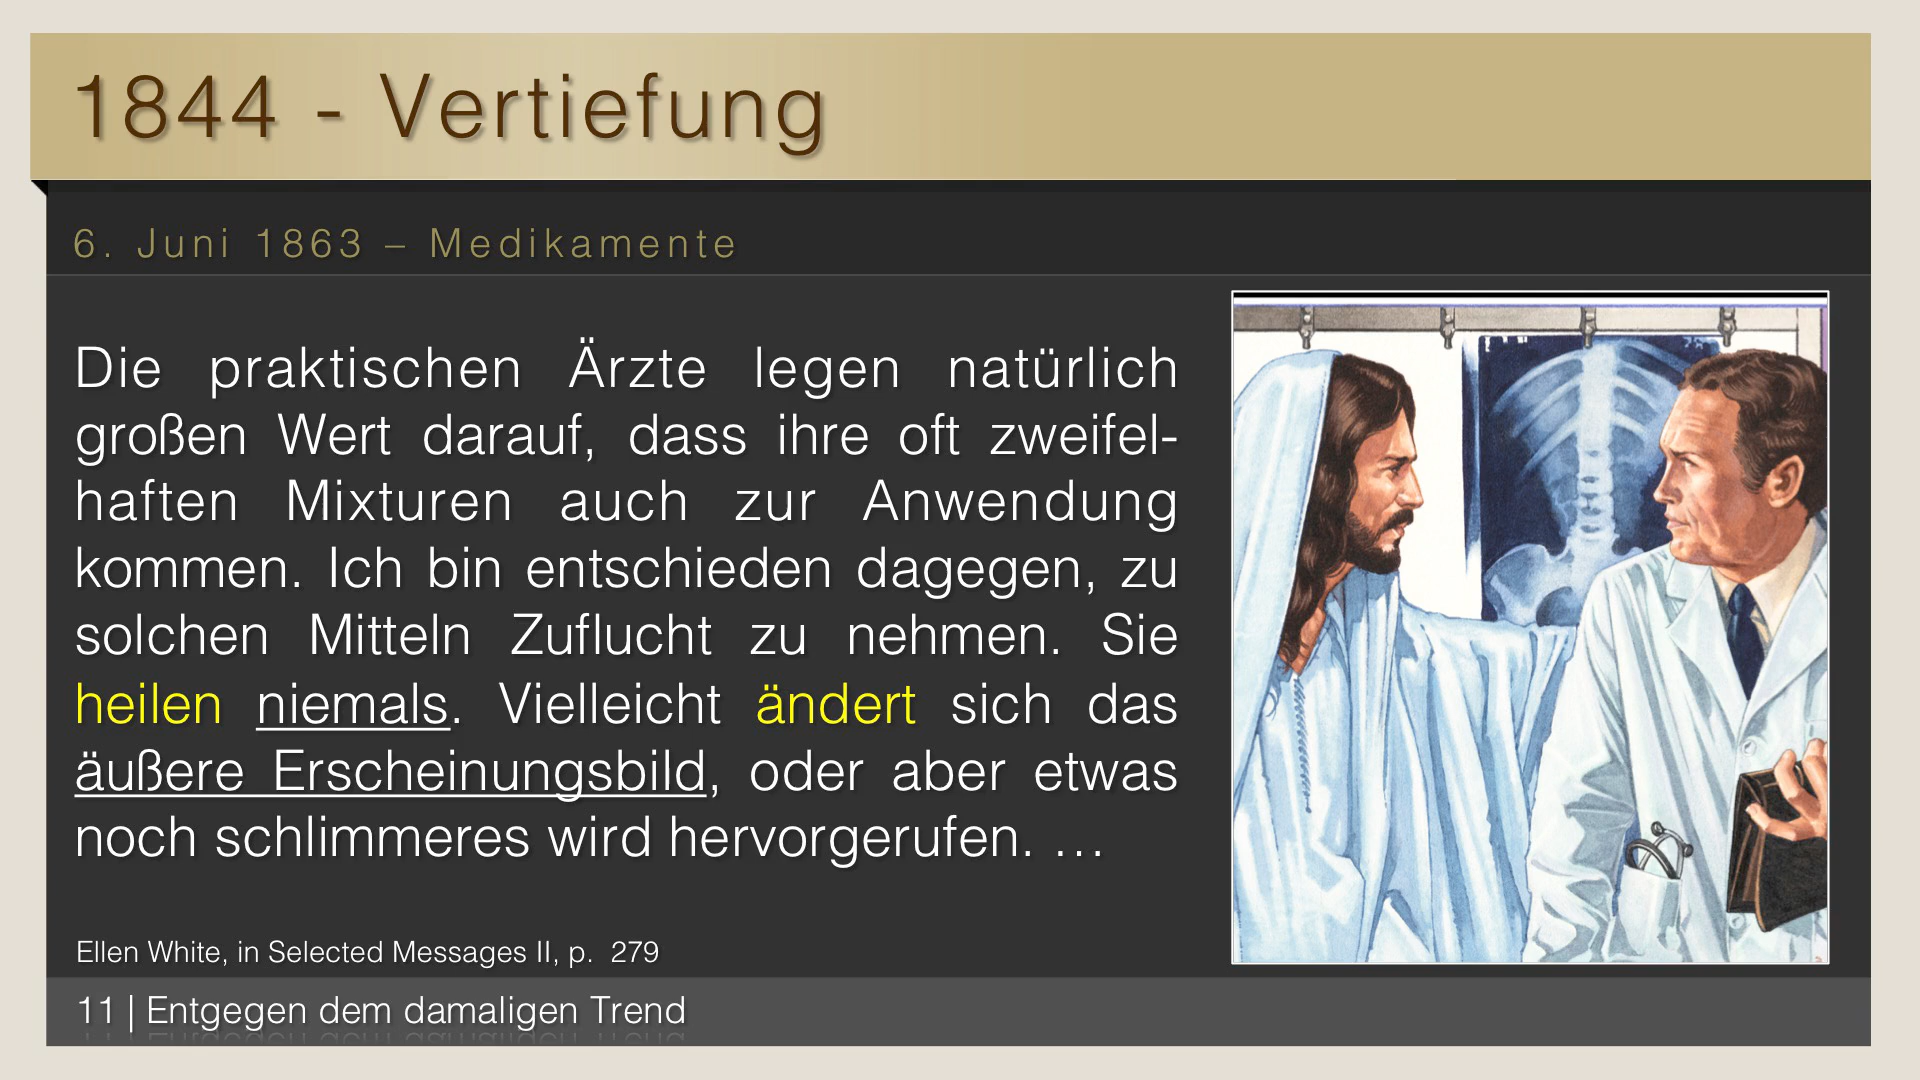 1844 - Vertiefung
6. Juni 1863 – Medikamente
Die praktischen Ärzte legen natürlich
großen Wert darauf, dass ihre oft zweifel-
haften Mixturen auch zur Anwendung
kommen. Ich bin entschieden dagegen, zu
solchen Mitteln Zuflucht zu nehmen. Sie
heilen niemals. Vielleicht ändert sich das
äußere Erscheinungsbild, oder aber etwas
noch schlimmeres wird hervorgerufen. …
Ellen White, in Selected Messages II, p. 279
11 | Entgegen dem damaligen Trend